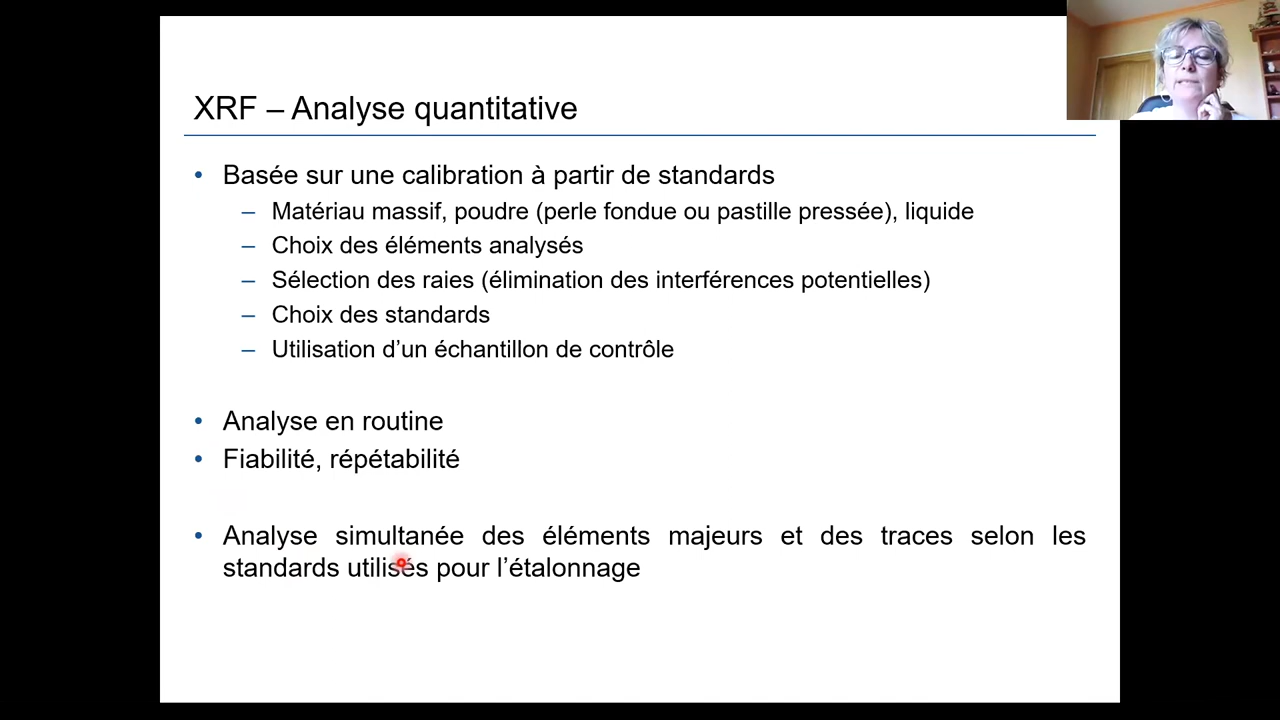 XRF – Analyse quantitative
• Basée sur une calibration à partir de standards
– Matériau massif, poudre (perle fondue ou pastille pressée), liquide
– Choix des éléments analysés
– Sélection des raies (élimination des interférences potentielles)
– Choix des standards
– Utilisation d’un échantillon de contrôle
• Analyse en routine
• Fiabilité, répétabilité
• Analyse simultanée des éléments majeurs et des traces selon les
standards utilisés pour l’étalonnage